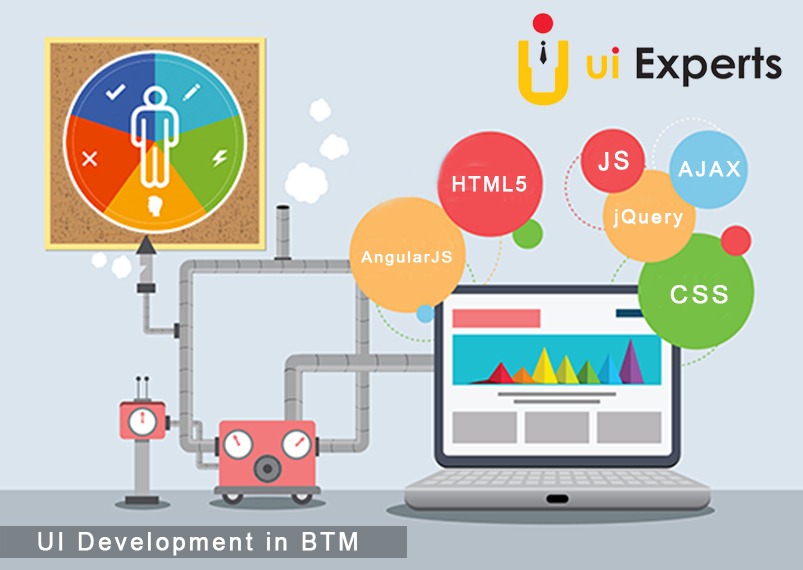 ui Experts
HTML5
JS
AJAX
jQuery
AngularJS
CSS
UI Development in BTM